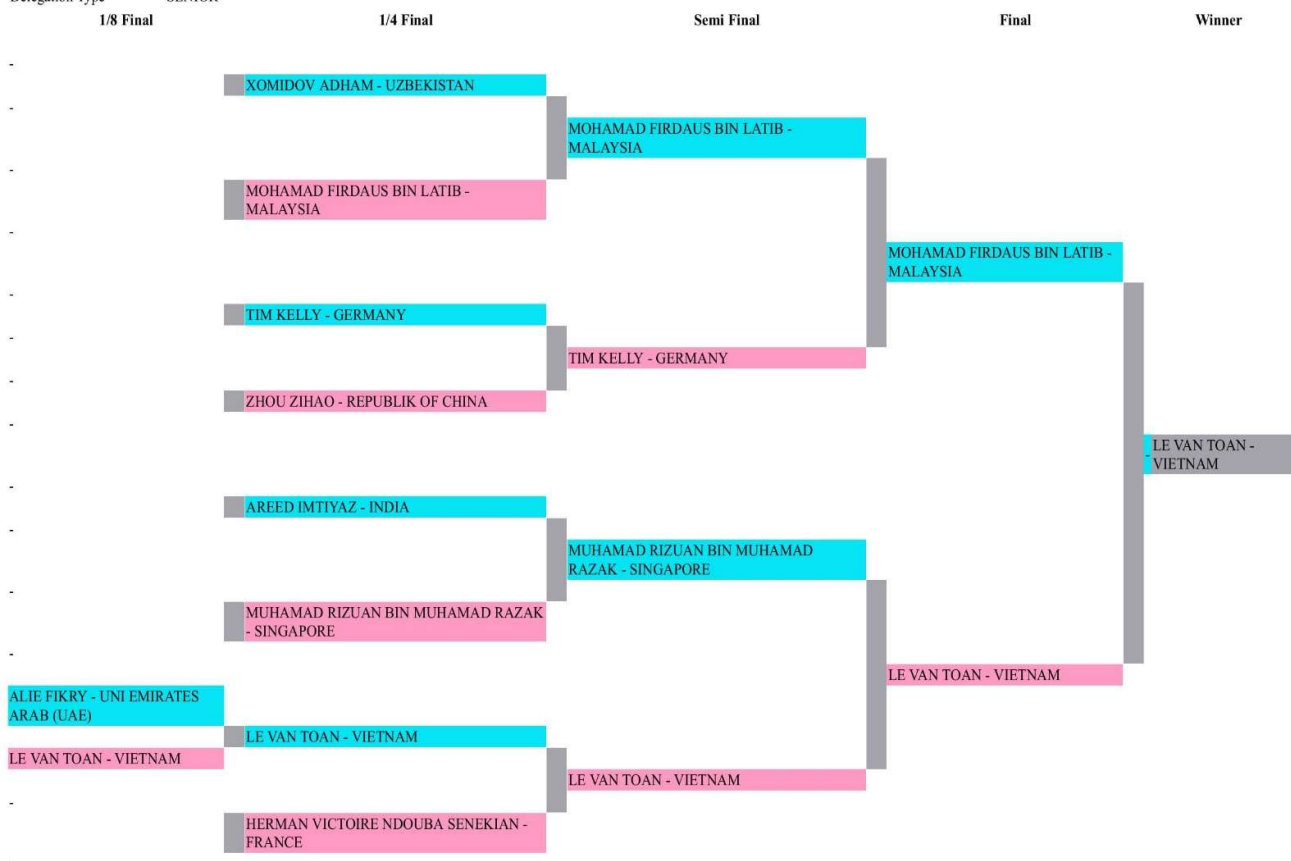 Delegation Type SENIOR
1/8 Final 1/4 Final Semi Final Final Winner
-
XOMIDOV ADHAM - UZBEKISTAN
-
MOHAMAD FIRDAUS BIN LATIB -
MALAYSIA
-
MOHAMAD FIRDAUS BIN LATIB -
MALAYSIA
-
MOHAMAD FIRDAUS BIN LATIB -
MALAYSIA
-
TIM KELLY - GERMANY
-
TIM KELLY - GERMANY
-
ZHOU ZIHAO - REPUBLIK OF CHINA
-
- LE VAN TOAN -
VIETNAM
-
AREED IMTIYAZ - INDIA
-
MUHAMAD RIZUAN BIN MUHAMAD
RAZAK - SINGAPORE
-
MUHAMAD RIZUAN BIN MUHAMAD RAZAK
- SINGAPORE
-
LE VAN TOAN - VIETNAM
ALIE FIKRY - UNI EMIRATES
ARAB (UAE)
LE VAN TOAN - VIETNAM
LE VAN TOAN - VIETNAM
LE VAN TOAN - VIETNAM
-
HERMAN VICTOIRE NDOUBA SENEKIAN -
FRANCE